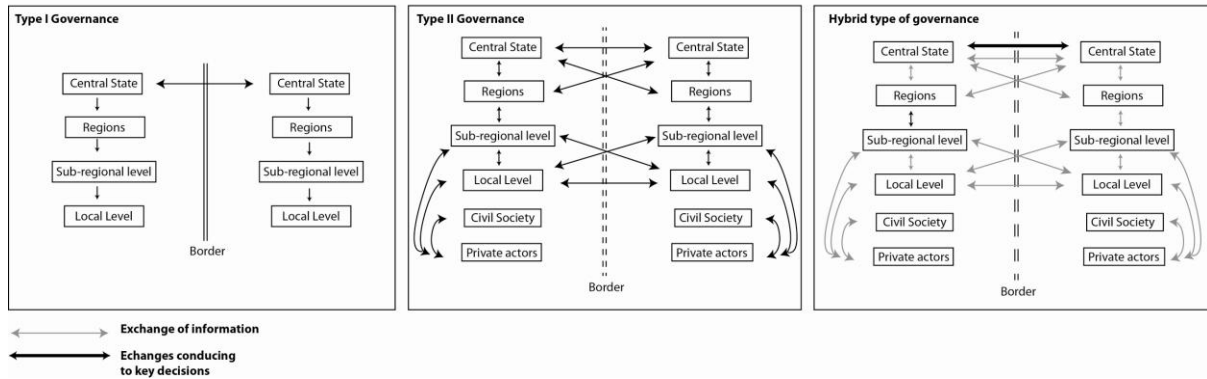 Type I Governance
Central State
Central State
Regions
Regions
Sub-regional level
Sub-regional level
Local Level
Local Level
Border
Type II Governance
Central State
Central State
Regions
Regions
Sub-regional level
Sub-regional level
Local Level
Local Level
Civil Society
Civil Society
Private actors
Private actors
Border
Hybrid type of governance
Central State
Central State
Regions
Regions
Sub-regional level
Sub-regional level
Local Level
Local Level
Civil Society
Civil Society
Private actors
Private actors
Border
Exchange of information
Echanges conducing
to key decisions